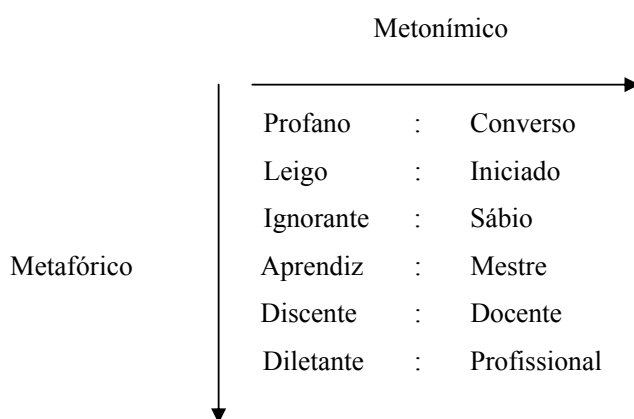 Metonímico
Profano : Converso
Leigo : Iniciado
Ignorante : Sábio
Metafórico Aprendiz : Mestre
Discente : Docente
Diletante : Profissional